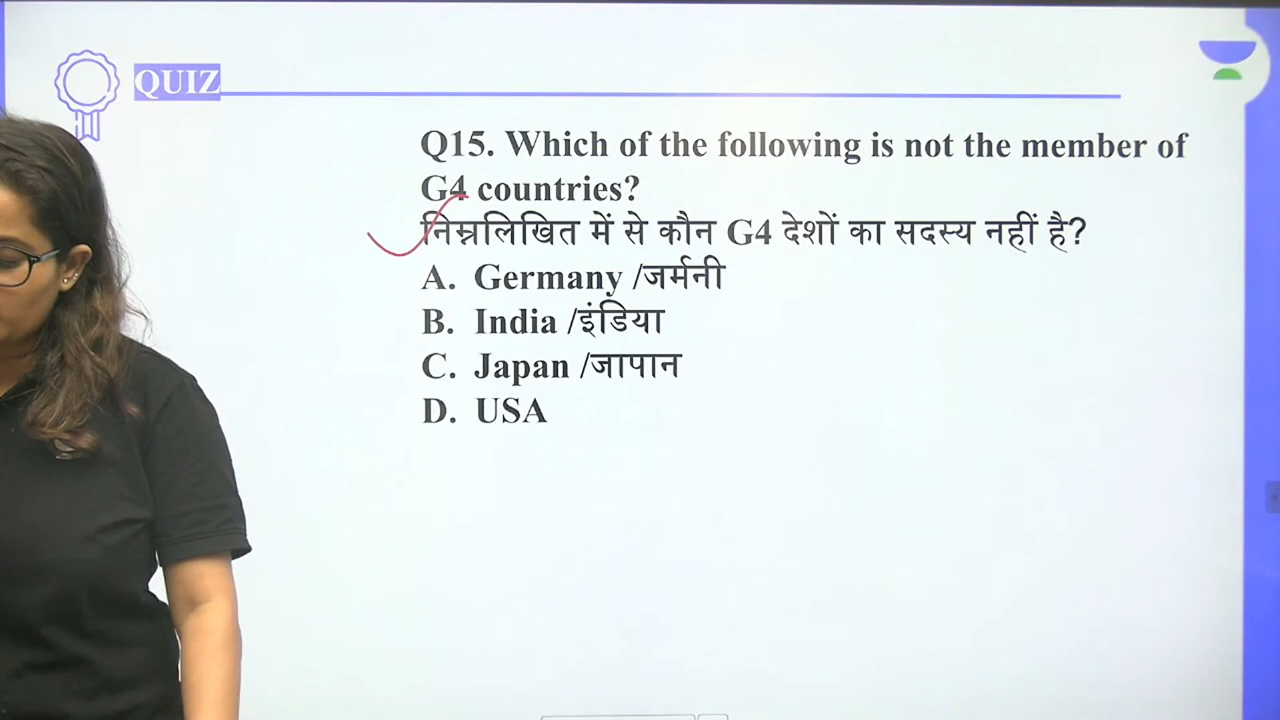 QUIZ
Q15. Which of the following is not the member of
G4 countries?
निम्नलिखित में से कौन G4 देशों का सदस्य नहीं है?
A. Germany /जर्मनी
B. India /इंडिया
C. Japan /जापान
D. USA